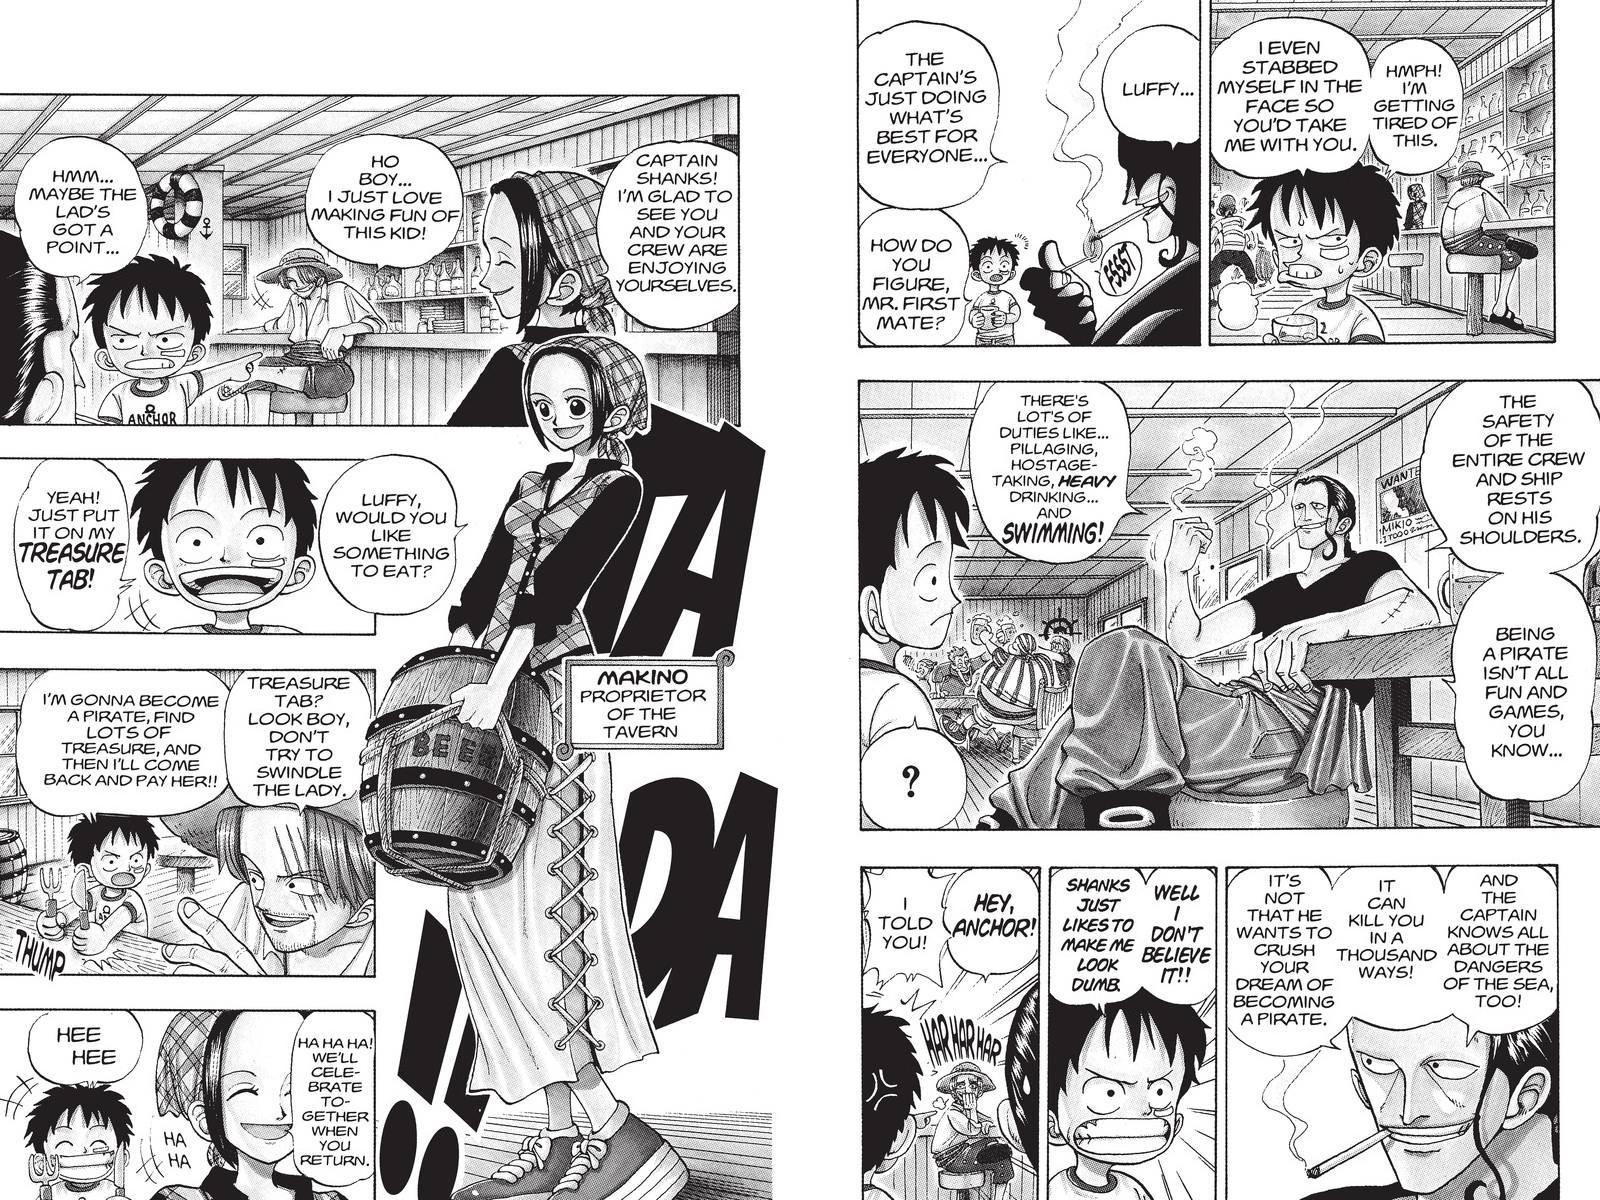 HMPH!
I'M
GETTING
TIRED OF
THIS.
I EVEN
STABBED
MYSELF IN THE
FACE SO
YOU'D TAKE
ME WITH YOU.
LUFFY...
THE
CAPTAIN'S
JUST DOING
WHAT'S
BEST FOR
EVERYONE...
FSSST
HOW DO
YOU
FIGURE,
MR. FIRST
MATE?
THE
SAFETY
OF THE
ENTIRE CREW
AND SHIP
RESTS
ON HIS
SHOULDERS.
BEING
A PIRATE
ISN'T ALL
FUN AND
GAMES,
YOU
KNOW...
WANTE
MIKIO
THERE'S
LOT'S OF
DUTIES LIKE...
PILLAGING,
HOSTAGE-
TAKING, HEAVY
DRINKING...
AND
SWIMMING!
?
AND
THE
CAPTAIN
KNOWS ALL
ABOUT THE
DANGERS
OF THE SEA,
TOO!
IT
CAN
KILL YOU
IN A
THOUSAND
WAYS!
IT'S
NOT
THAT HE
WANTS TO
CRUSH
YOUR
DREAM OF
BECOMING
A PIRATE.
WELL
I
DON'T
BELIEVE
IT!!
SHANKS
JUST
LIKES TO
MAKE ME
LOOK
DUMB.
HEY,
ANCHOR!
I
TOLD
YOU!
HAR HAR HAR
CAPTAIN
SHANKS!
I'M GLAD TO
SEE YOU
AND YOUR
CREW ARE
ENJOYING
YOURSELVES.
HO
BOY...
I JUST LOVE
MAKING FUN OF
THIS KID!
HMM...
MAYBE THE
LAD'S
GOT A
POINT...
ANCHOR
LUFFY,
WOULD YOU
LIKE
SOMETHING
TO EAT?
YEAH!
JUST PUT
IT ON MY
TREASURE
TAB!
MAKINO
PROPRIETOR
OF THE
TAVERN
BEER
TA
DA
!!
TREASURE
TAB?
LOOK BOY,
DON'T
TRY TO
SWINDLE
THE LADY.
I'M GONNA BECOME
A PIRATE, FIND
LOTS OF
TREASURE, AND
THEN I'LL COME
BACK AND PAY HER!!
THUMP
HA HA HA!
WE'LL
CELE-
BRATE
TO-
GETHER
WHEN
YOU
RETURN.
HEE
HEE
HA
HA